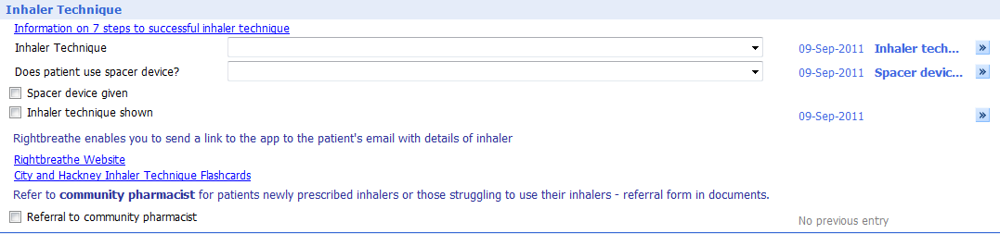 Inhaler Technique
Information on 7 steps to successful inhaler technique
Inhaler Technique 09-Sep-2011 Inhaler tech... »
Does patient use spacer device? 09-Sep-2011 Spacer devic... »
Spacer device given
Inhaler technique shown 09-Sep-2011 »
Rightbreathe enables you to send a link to the app to the patient's email with details of inhaler
Rightbreathe Website
City and Hackney Inhaler Technique Flashcards
Refer to community pharmacist for patients newly prescribed inhalers or those struggling to use their inhalers - referral form in documents.
Referral to community pharmacist No previous entry